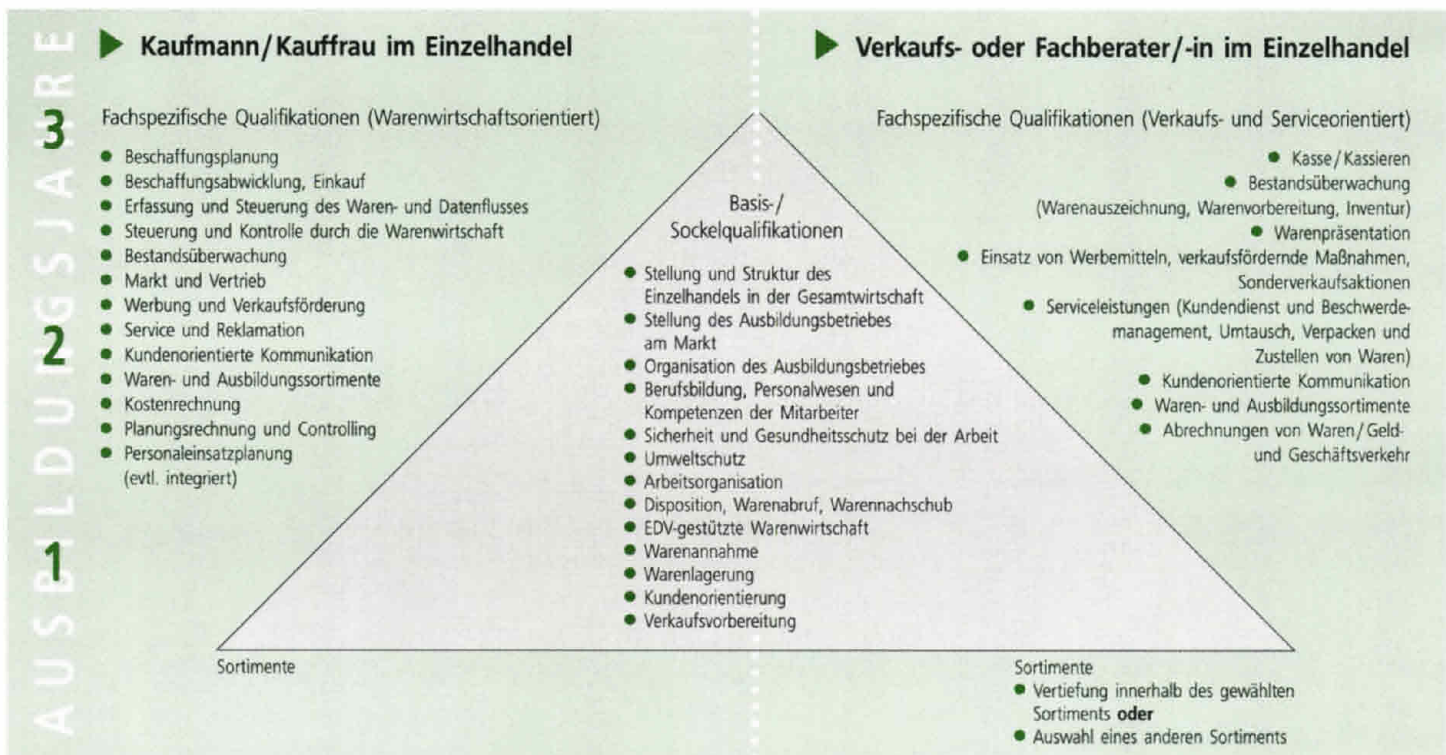 AUSBILDUNGSJAHRE
3
2
1
Kaufmann/Kauffrau im Einzelhandel
Fachspezifische Qualifikationen (Warenwirtschaftsorientiert)
● Beschaffungsplanung
● Beschaffungsabwicklung, Einkauf
● Erfassung und Steuerung des Waren- und Datenflusses
● Steuerung und Kontrolle durch die Warenwirtschaft
● Bestandsüberwachung
● Markt und Vertrieb
● Werbung und Verkaufsförderung
● Service und Reklamation
● Kundenorientierte Kommunikation
● Waren- und Ausbildungssortimente
● Kostenrechnung
● Planungsrechnung und Controlling
● Personaleinsatzplanung
(evtl. integriert)
Sortimente
Basis-/
Sockelqualifikationen
● Stellung und Struktur des
Einzelhandels in der Gesamtwirtschaft
● Stellung des Ausbildungsbetriebes
am Markt
● Organisation des Ausbildungsbetriebes
● Berufsbildung, Personalwesen und
Kompetenzen der Mitarbeiter
● Sicherheit und Gesundheitsschutz bei der Arbeit
● Umweltschutz
● Arbeitsorganisation
● Disposition, Warenabruf, Warennachschub
● EDV-gestützte Warenwirtschaft
● Warenannahme
● Warenlagerung
● Kundenorientierung
● Verkaufsvorbereitung
Verkaufs- oder Fachberater/-in im Einzelhandel
Fachspezifische Qualifikationen (Verkaufs- und Serviceorientiert)
● Kasse/Kassieren
● Bestandsüberwachung
(Warenauszeichnung, Warenvorbereitung, Inventur)
● Warenpräsentation
● Einsatz von Werbemitteln, verkaufsfördernde Maßnahmen,
Sonderverkaufsaktionen
● Serviceleistungen (Kundendienst und Beschwerde-
management, Umtausch, Verpacken und
Zustellen von Waren)
● Kundenorientierte Kommunikation
● Waren- und Ausbildungssortimente
● Abrechnungen von Waren/Geld-
und Geschäftsverkehr
Sortimente
● Vertiefung innerhalb des gewählten
Sortiments oder
● Auswahl eines anderen Sortiments